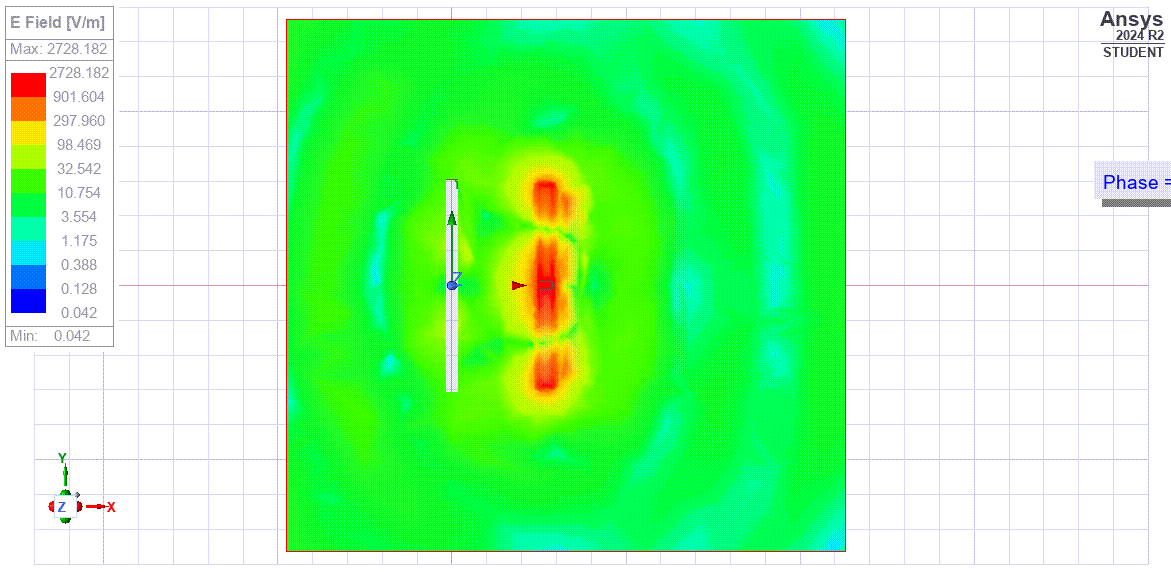 E Field [V/m]
Max: 2728.182
2728.182
901.604
297.960
98.469
32.542
10.754
3.554
1.175
0.388
0.128
0.042
Min: 0.042
Ansys
2024 R2
STUDENT
Phase =
Z
Y
Z
X